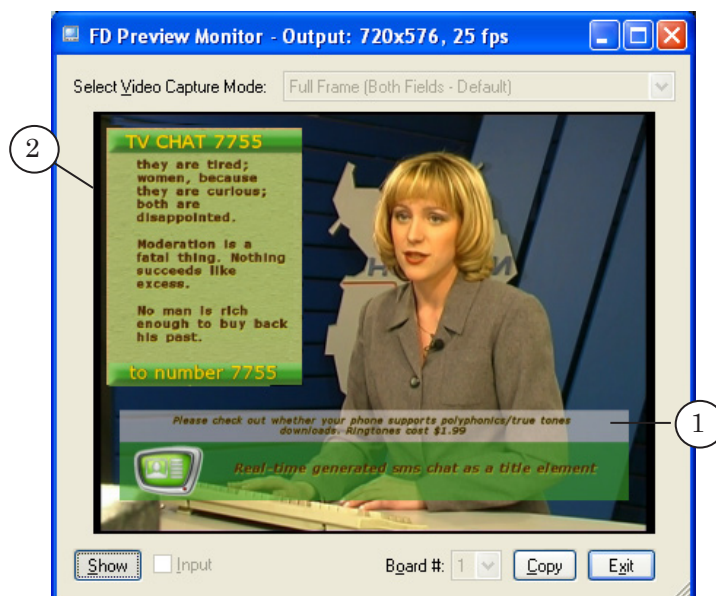 FD Preview Monitor - Output: 720x576, 25 fps
Select Video Capture Mode: Full Frame (Both Fields - Default)
2
TV CHAT 7755
they are tired;
women, because
they are curious;
both are
disappointed.
Moderation is a
fatal thing. Nothing
succeeds like
excess.
No man is rich
enough to buy back
his past.
to number 7755
1
Please check out whether your phone supports polyphonics/true tones
downloads. Ringtones cost $1.99
Real-time generated sms chat as a title element
Show Input Board #: 1 Copy Exit